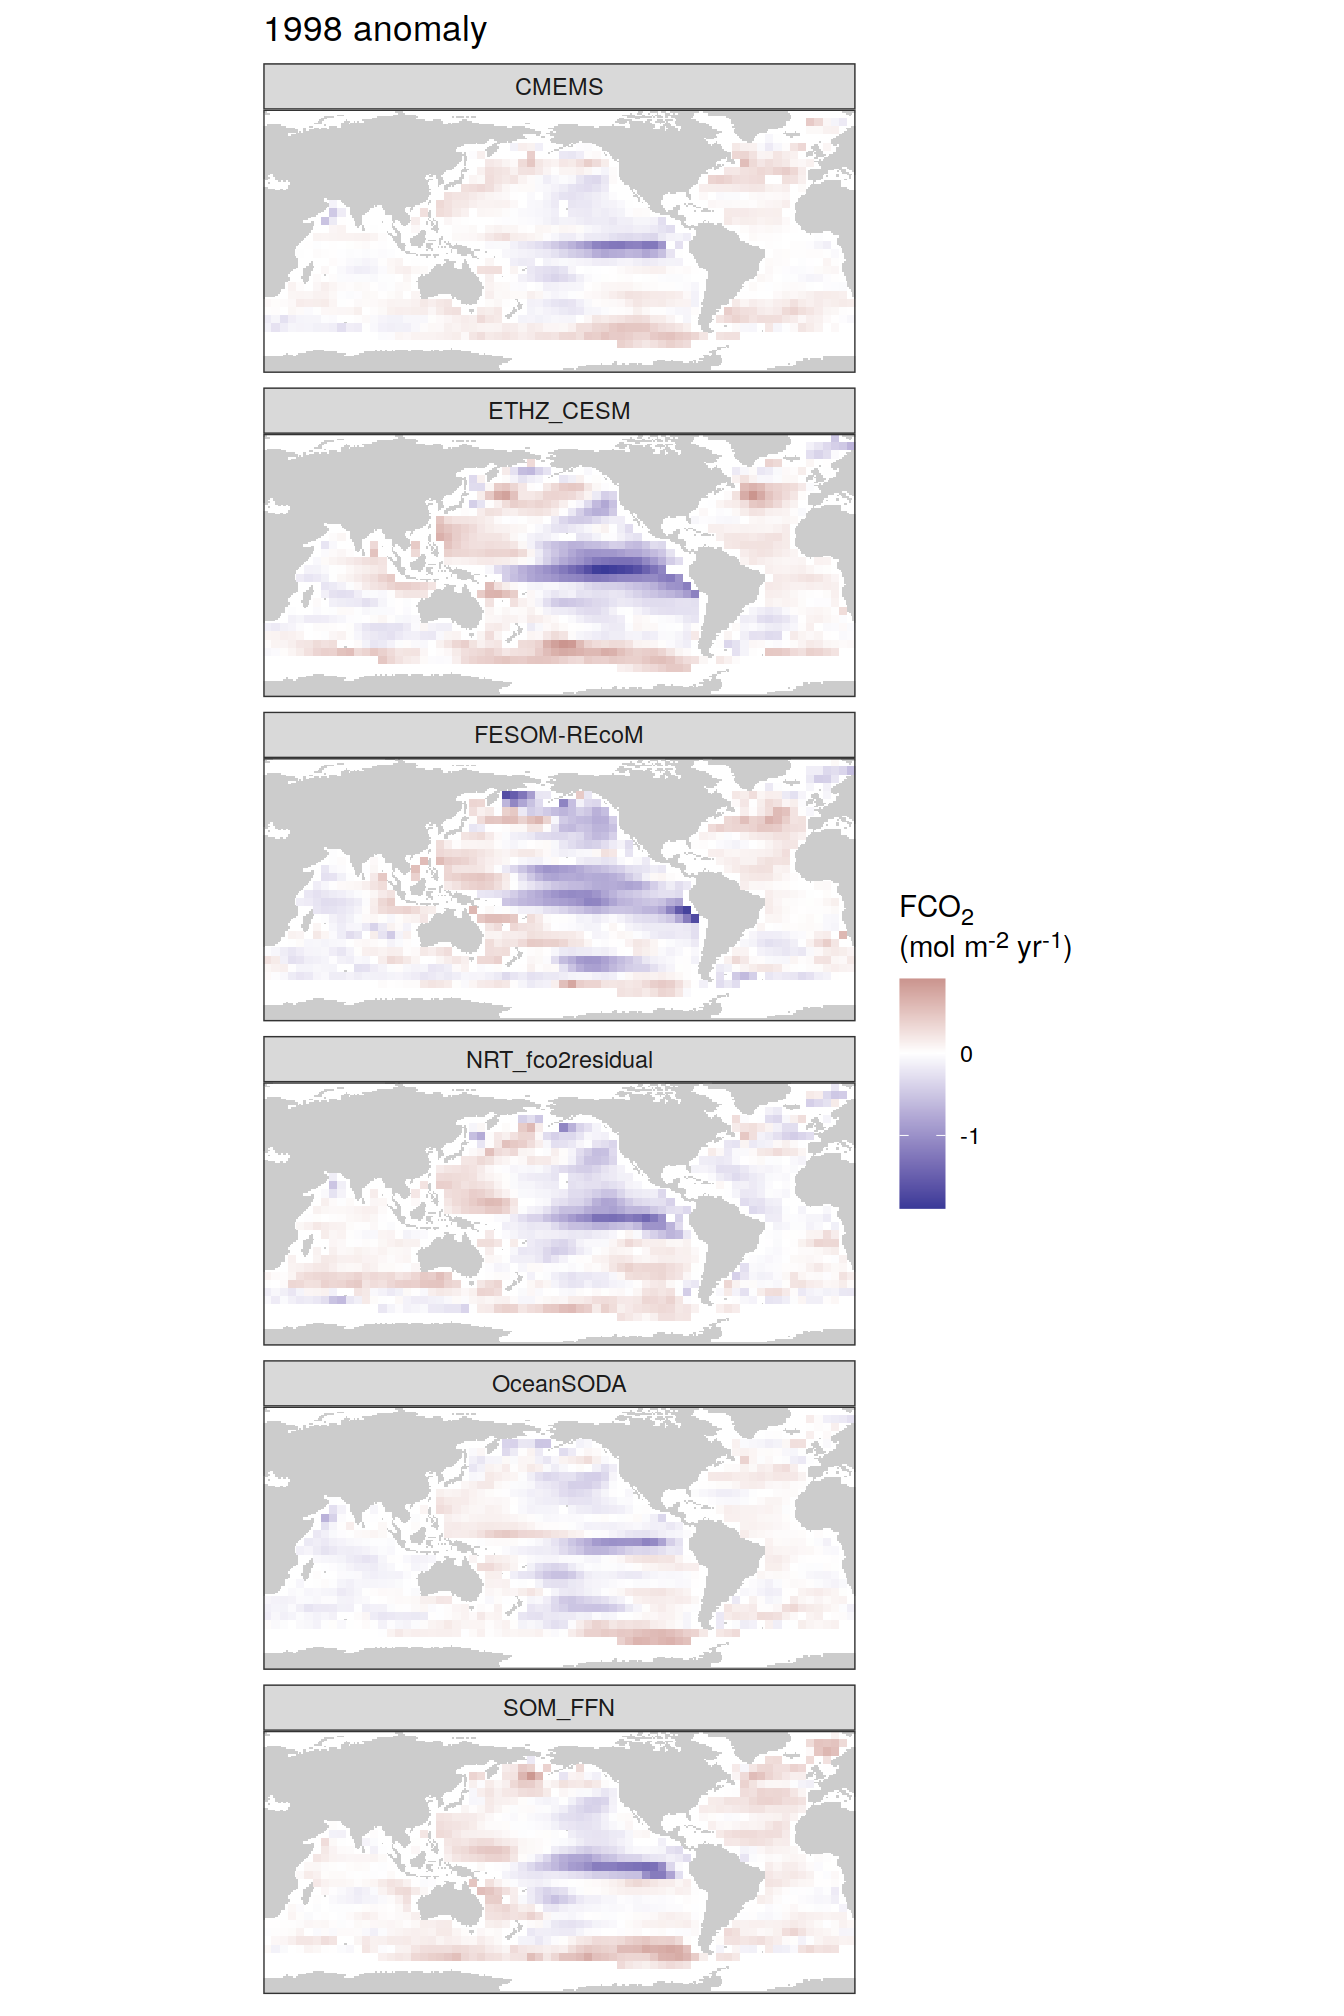 1998 anomaly
CMEMS
ETHZ_CESM
FESOM-REcoM
FCO₂
(mol m⁻² yr⁻¹)
0
-1
NRT_fco2residual
OceanSODA
SOM_FFN